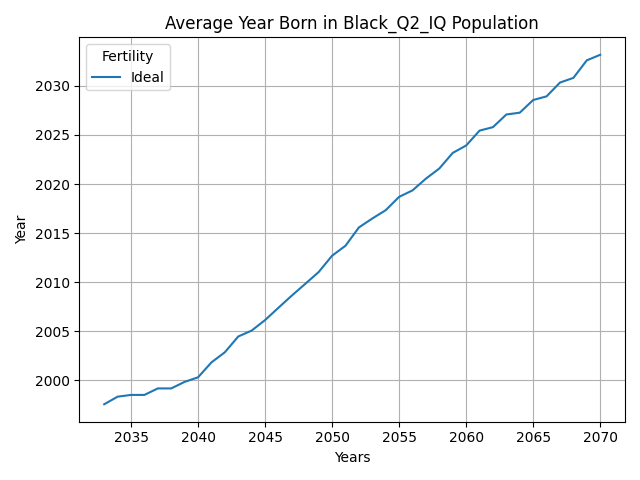 Average Year Born in Black_Q2_IQ Population
Fertility
Ideal
2030
2025
2020
2015
2010
2005
2000
Year
2035 2040 2045 2050 2055 2060 2065 2070
Years